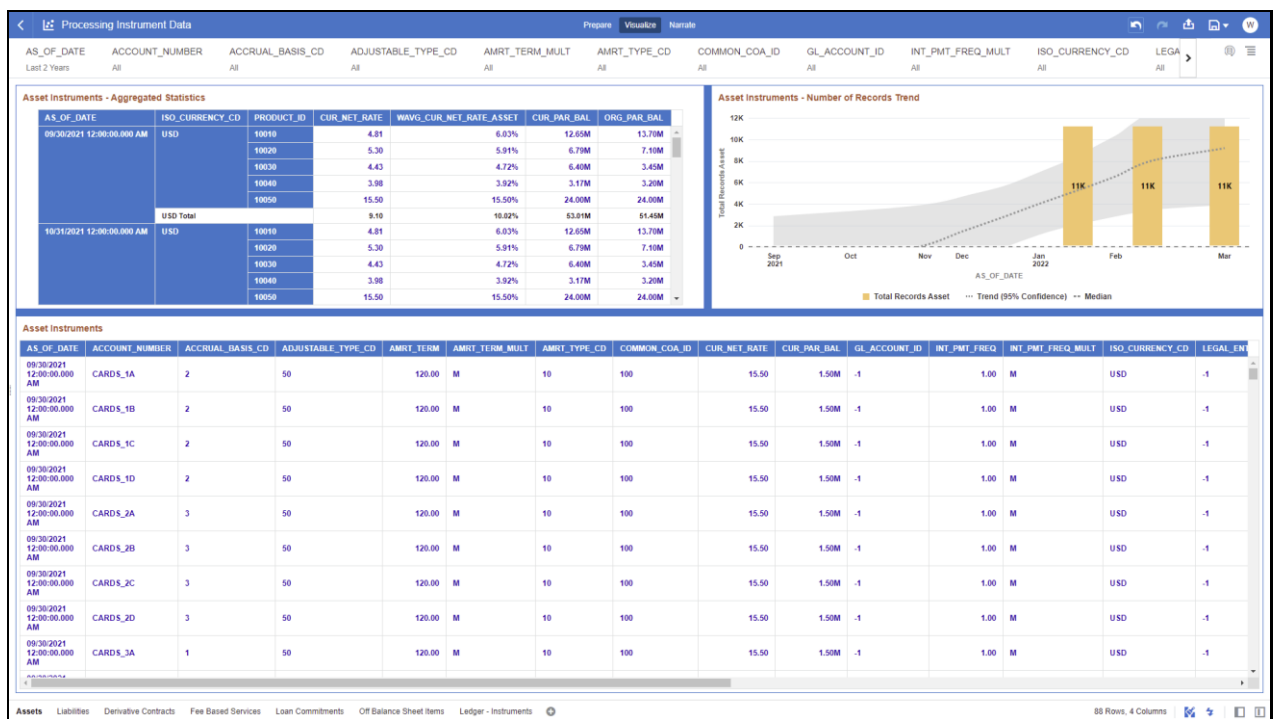 Processing Instrument Data Prepare Visualize Narrate W
AS_OF_DATE ACCOUNT_NUMBER ACCRUAL_BASIS_CD ADJUSTABLE_TYPE_CD AMRT_TERM_MULT AMRT_TYPE_CD COMMON_COA_ID GL_ACCOUNT_ID INT_PMT_FREQ_MULT ISO_CURRENCY_CD LEGA
Last 2 Years All All All All All All All All All All
Asset Instruments - Aggregated Statistics
AS_OF_DATE ISO_CURRENCY_CD PRODUCT_ID CUR_NET_RATE WAVG_CUR_NET_RATE_ASSET CUR_PAR_BAL ORG_PAR_BAL
09/30/2021 12:00:00.000 AM USD 10010 4.81 6.03% 12.65M 13.70M
10020 5.30 5.91% 6.79M 7.10M
10030 4.43 4.72% 6.40M 3.45M
10040 3.98 3.92% 3.17M 3.20M
10050 15.50 15.50% 24.00M 24.00M
USD Total 9.10 10.02% 53.01M 51.45M
10/31/2021 12:00:00.000 AM USD 10010 4.81 6.03% 12.65M 13.70M
10020 5.30 5.91% 6.79M 7.10M
10030 4.43 4.72% 6.40M 3.45M
10040 3.98 3.92% 3.17M 3.20M
10050 15.50 15.50% 24.00M 24.00M
Asset Instruments - Number of Records Trend
Total Records Asset
12K
10K
8K
6K
4K
2K
0
11K 11K 11K
Sep Oct Nov Dec Jan Feb Mar
2021 2022
AS_OF_DATE
Total Records Asset Trend (95% Confidence) Median
Asset Instruments
AS_OF_DATE ACCOUNT_NUMBER ACCRUAL_BASIS_CD ADJUSTABLE_TYPE_CD AMRT_TERM AMRT_TERM_MULT AMRT_TYPE_CD COMMON_COA_ID CUR_NET_RATE CUR_PAR_BAL GL_ACCOUNT_ID INT_PMT_FREQ INT_PMT_FREQ_MULT ISO_CURRENCY_CD LEGAL_ENT
09/30/2021
12:00:00.000 CARDS_1A 2 50 120.00 M 10 100 15.50 1.50M -1 1.00 M USD -1
AM
09/30/2021
12:00:00.000 CARDS_1B 2 50 120.00 M 10 100 15.50 1.50M -1 1.00 M USD -1
AM
09/30/2021
12:00:00.000 CARDS_1C 2 50 120.00 M 10 100 15.50 1.50M -1 1.00 M USD -1
AM
09/30/2021
12:00:00.000 CARDS_1D 2 50 120.00 M 10 100 15.50 1.50M -1 1.00 M USD -1
AM
09/30/2021
12:00:00.000 CARDS_2A 3 50 120.00 M 10 100 15.50 1.50M -1 1.00 M USD -1
AM
09/30/2021
12:00:00.000 CARDS_2B 3 50 120.00 M 10 100 15.50 1.50M -1 1.00 M USD -1
AM
09/30/2021
12:00:00.000 CARDS_2C 3 50 120.00 M 10 100 15.50 1.50M -1 1.00 M USD -1
AM
09/30/2021
12:00:00.000 CARDS_2D 3 50 120.00 M 10 100 15.50 1.50M -1 1.00 M USD -1
AM
09/30/2021
12:00:00.000 CARDS_3A 1 50 120.00 M 10 100 15.50 1.50M -1 1.00 M USD -1
AM
Assets Liabilities Derivative Contracts Fee Based Services Loan Commitments Off Balance Sheet Items Ledger - Instruments 88 Rows, 4 Columns